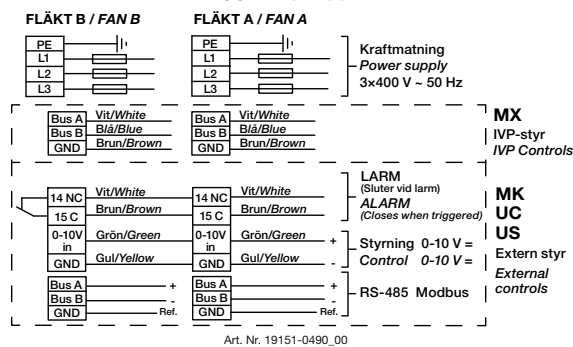 FLÄKT B / FAN B
FLÄKT A / FAN A
PE
L1
L2
L3
PE
L1
L2
L3
Kraftmatning
Power supply
3×400 V ~ 50 Hz
Bus A Vit/White
Bus B Blå/Blue
GND Brun/Brown
Bus A Vit/White
Bus B Blå/Blue
GND Brun/Brown
MX
IVP-styr
IVP Controls
14 NC Vit/White
15 C Brun/Brown
0-10V in Grön/Green
GND Gul/Yellow
14 NC Vit/White
15 C Brun/Brown
0-10V in Grön/Green +
GND Gul/Yellow -
LARM
(Sluter vid larm)
ALARM
(Closes when triggered)
Styrning 0-10 V =
Control 0-10 V =
MK
UC
US
Extern styr
External
controls
Bus A +
Bus B -
GND Ref.
Bus A +
Bus B -
GND Ref.
RS-485 Modbus
Art. Nr. 19151-0490_00